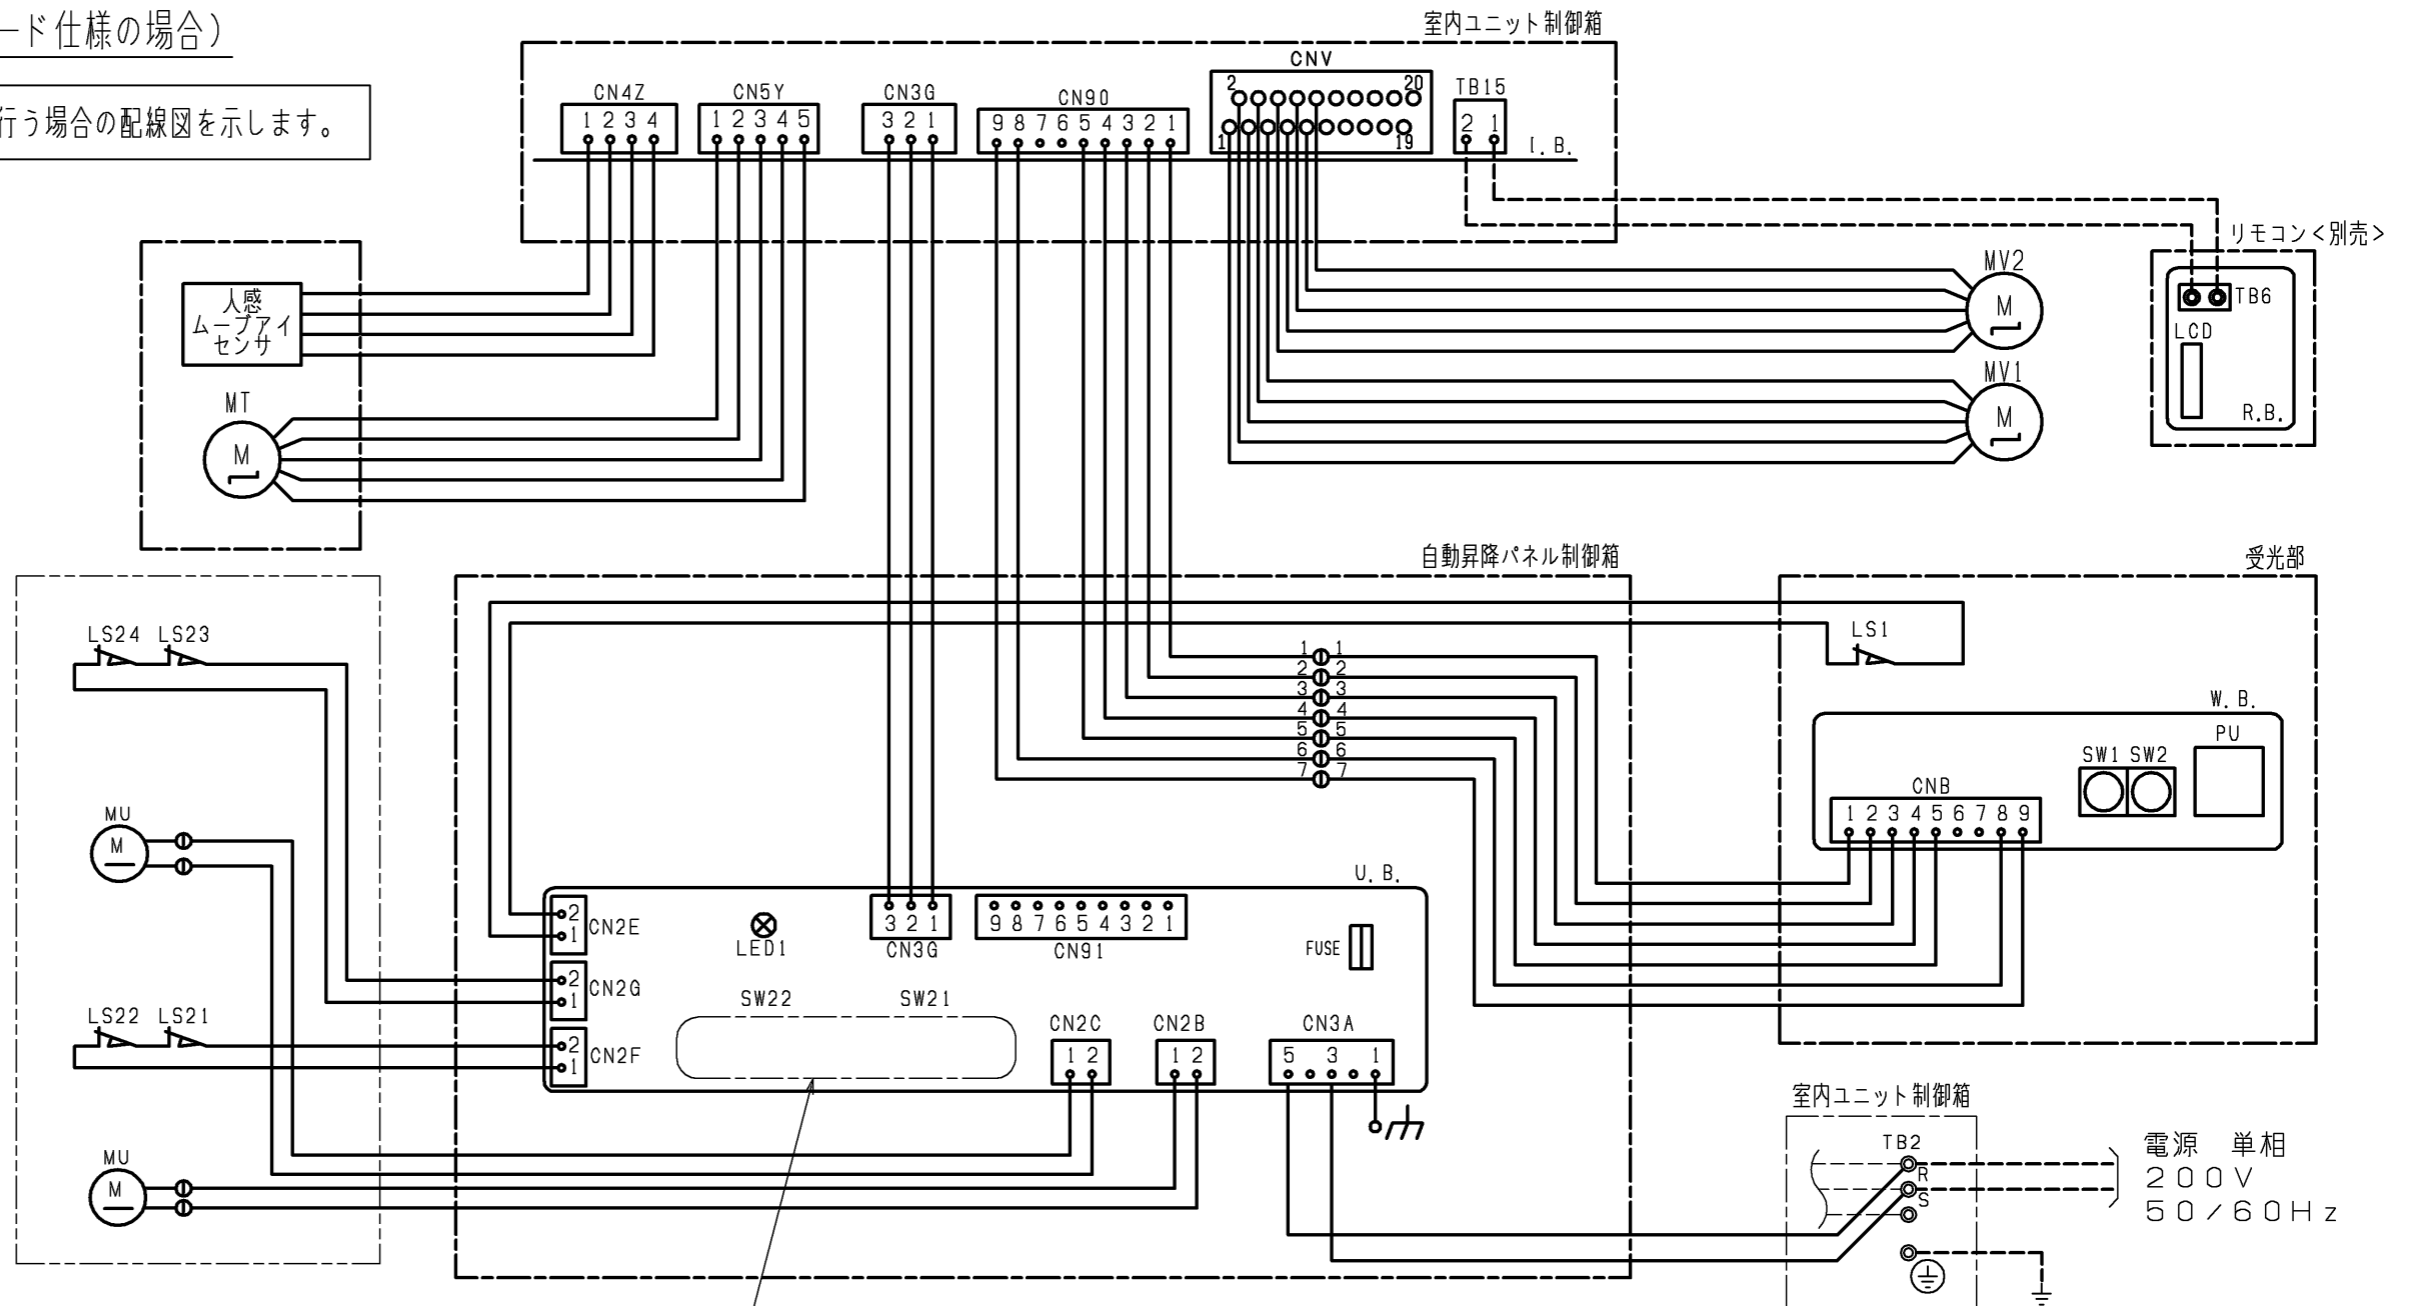 ード仕様の場合)
行う場合の配線図を示します。
室内ユニット制御箱
CN4Z
1 2 3 4
CN5Y
1 2 3 4 5
CN3G
3 2 1
CN90
9 8 7 6 5 4 3 2 1
CNV
2 20
1 19
TB15
2 1
I.B.
リモコン<別売>
TB6
LCD
R.B.
人感
ムーブアイ
センサ
MT
M
MV2
M
MV1
M
自動昇降パネル制御箱
受光部
LS24 LS23
LS1
1 1
2 2
3 3
4 4
5 5
6 6
7 7
W.B.
PU
SW1 SW2
CNB
1 2 3 4 5 6 7 8 9
MU
M
U.B.
2
1
CN2E
LED1
3 2 1
CN3G
9 8 7 6 5 4 3 2 1
CN91
FUSE
2
1
CN2G
SW22 SW21
LS22 LS21
2
1
CN2F
CN2C
1 2
CN2B
1 2
CN3A
5 3 1
MU
M
室内ユニット制御箱
TB2
R
S
電源 単相
200V
50/60Hz